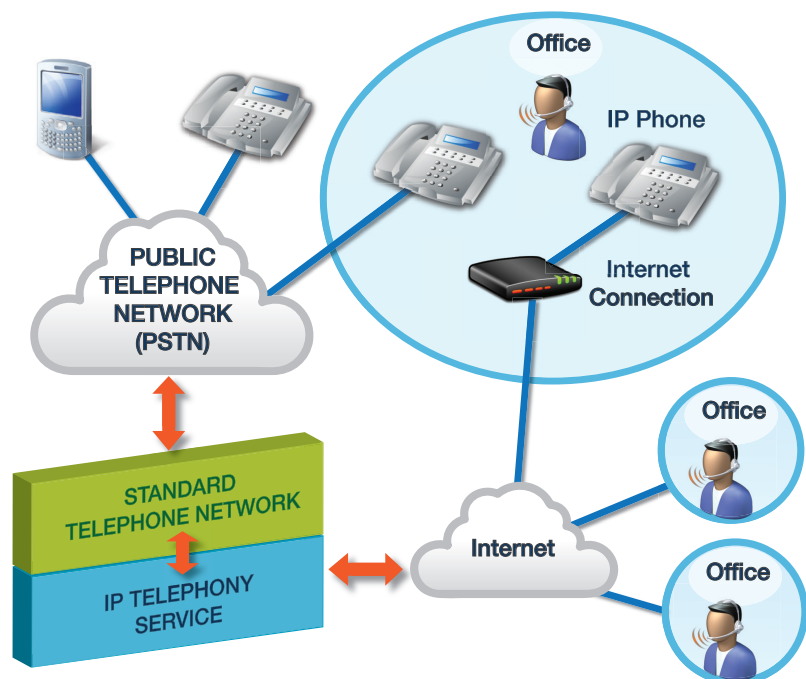 Office
IP Phone
PUBLIC
TELEPHONE
NETWORK
(PSTN)
Internet
Connection
Office
STANDARD
TELEPHONE NETWORK
Internet
IP TELEPHONY
SERVICE
Office